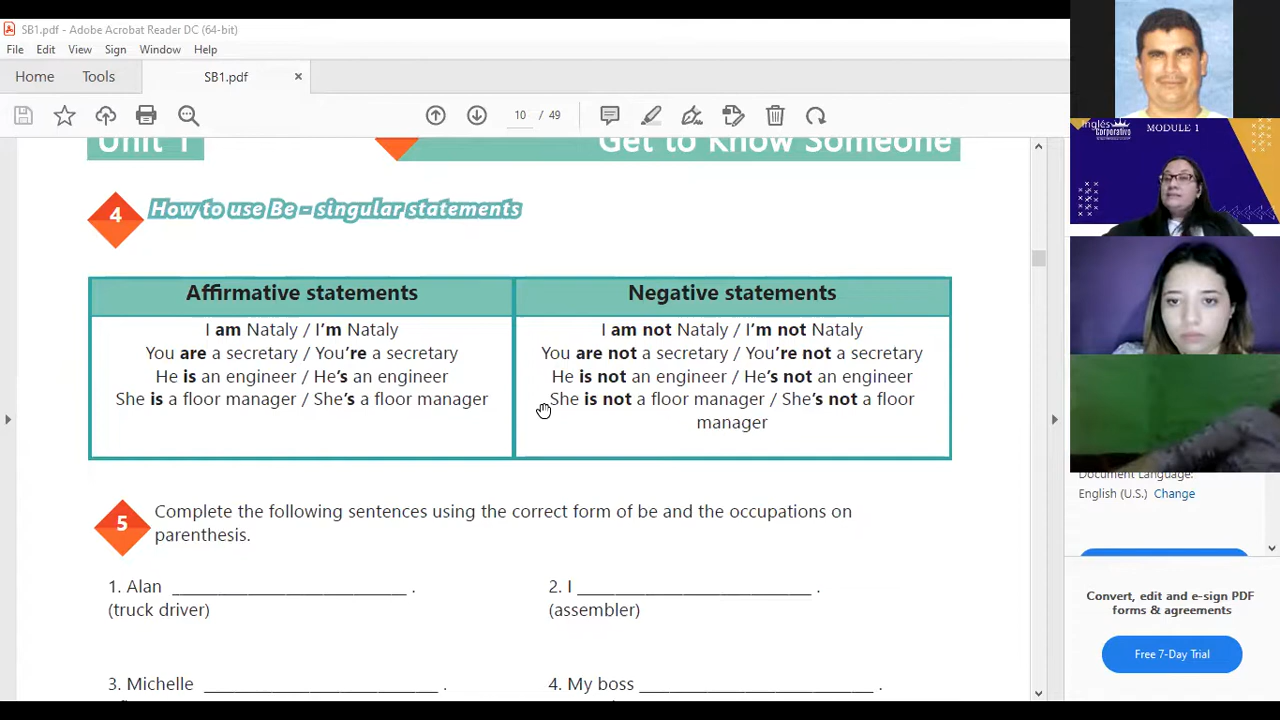 SB1.pdf - Adobe Acrobat Reader DC (64-bit)
File Edit View Sign Window Help
Home Tools SB1.pdf ×
10 / 49
Unit 1 Get to Know Someone
4 How to use Be - singular statements
Affirmative statements
I am Nataly / I'm Nataly
You are a secretary / You're a secretary
He is an engineer / He's an engineer
She is a floor manager / She's a floor manager
Negative statements
I am not Nataly / I'm not Nataly
You are not a secretary / You're not a secretary
He is not an engineer / He's not an engineer
She is not a floor manager / She's not a floor
manager
5 Complete the following sentences using the correct form of be and the occupations on
parenthesis.
1. Alan ________________________ .
(truck driver)
2. I ________________________ .
(assembler)
3. Michelle ________________________ .
4. My boss ________________________ .
Inglés
Corporativo
MODULE 1
Document Language:
English (U.S.) Change
Convert, edit and e-sign PDF
forms & agreements
Free 7-Day Trial